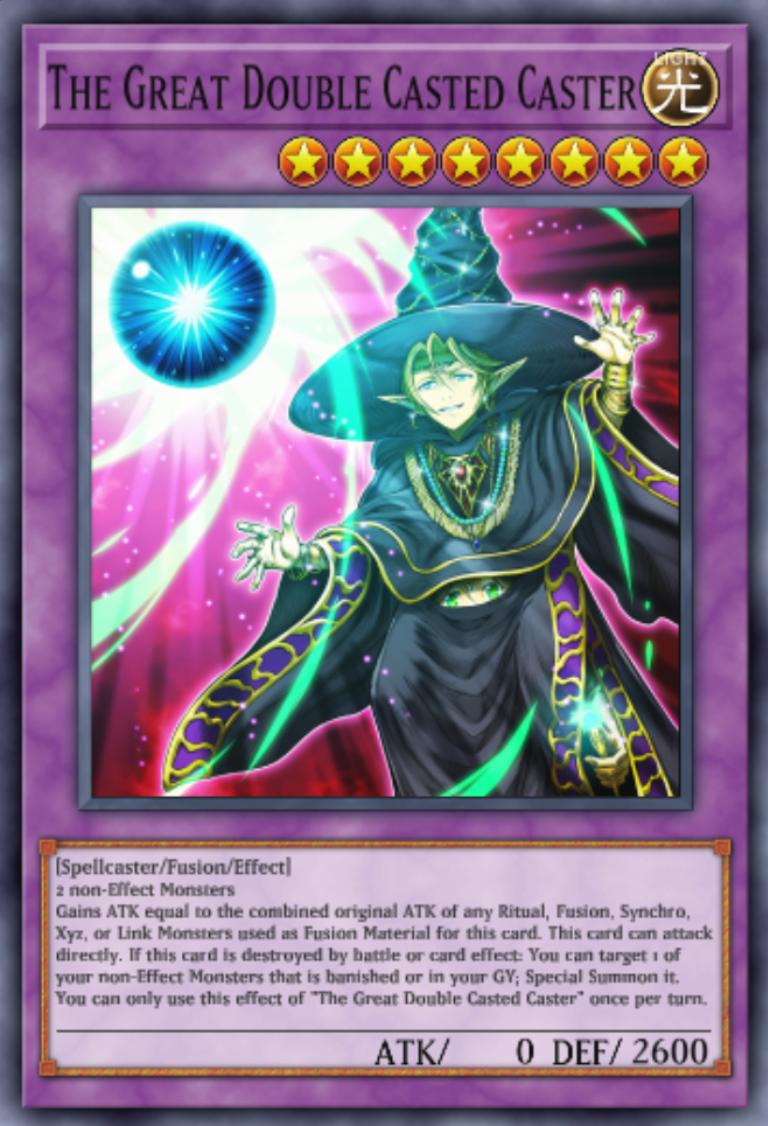 THE GREAT DOUBLE CASTED CASTER
LIGHT
光
[Spellcaster/Fusion/Effect]
2 non-Effect Monsters
Gains ATK equal to the combined original ATK of any Ritual, Fusion, Synchro,
Xyz, or Link Monsters used as Fusion Material for this card. This card can attack
directly. If this card is destroyed by battle or card effect: You can target 1 of
your non-Effect Monsters that is banished or in your GY; Special Summon it.
You can only use this effect of "The Great Double Casted Caster" once per turn.
ATK/ 0 DEF/ 2600